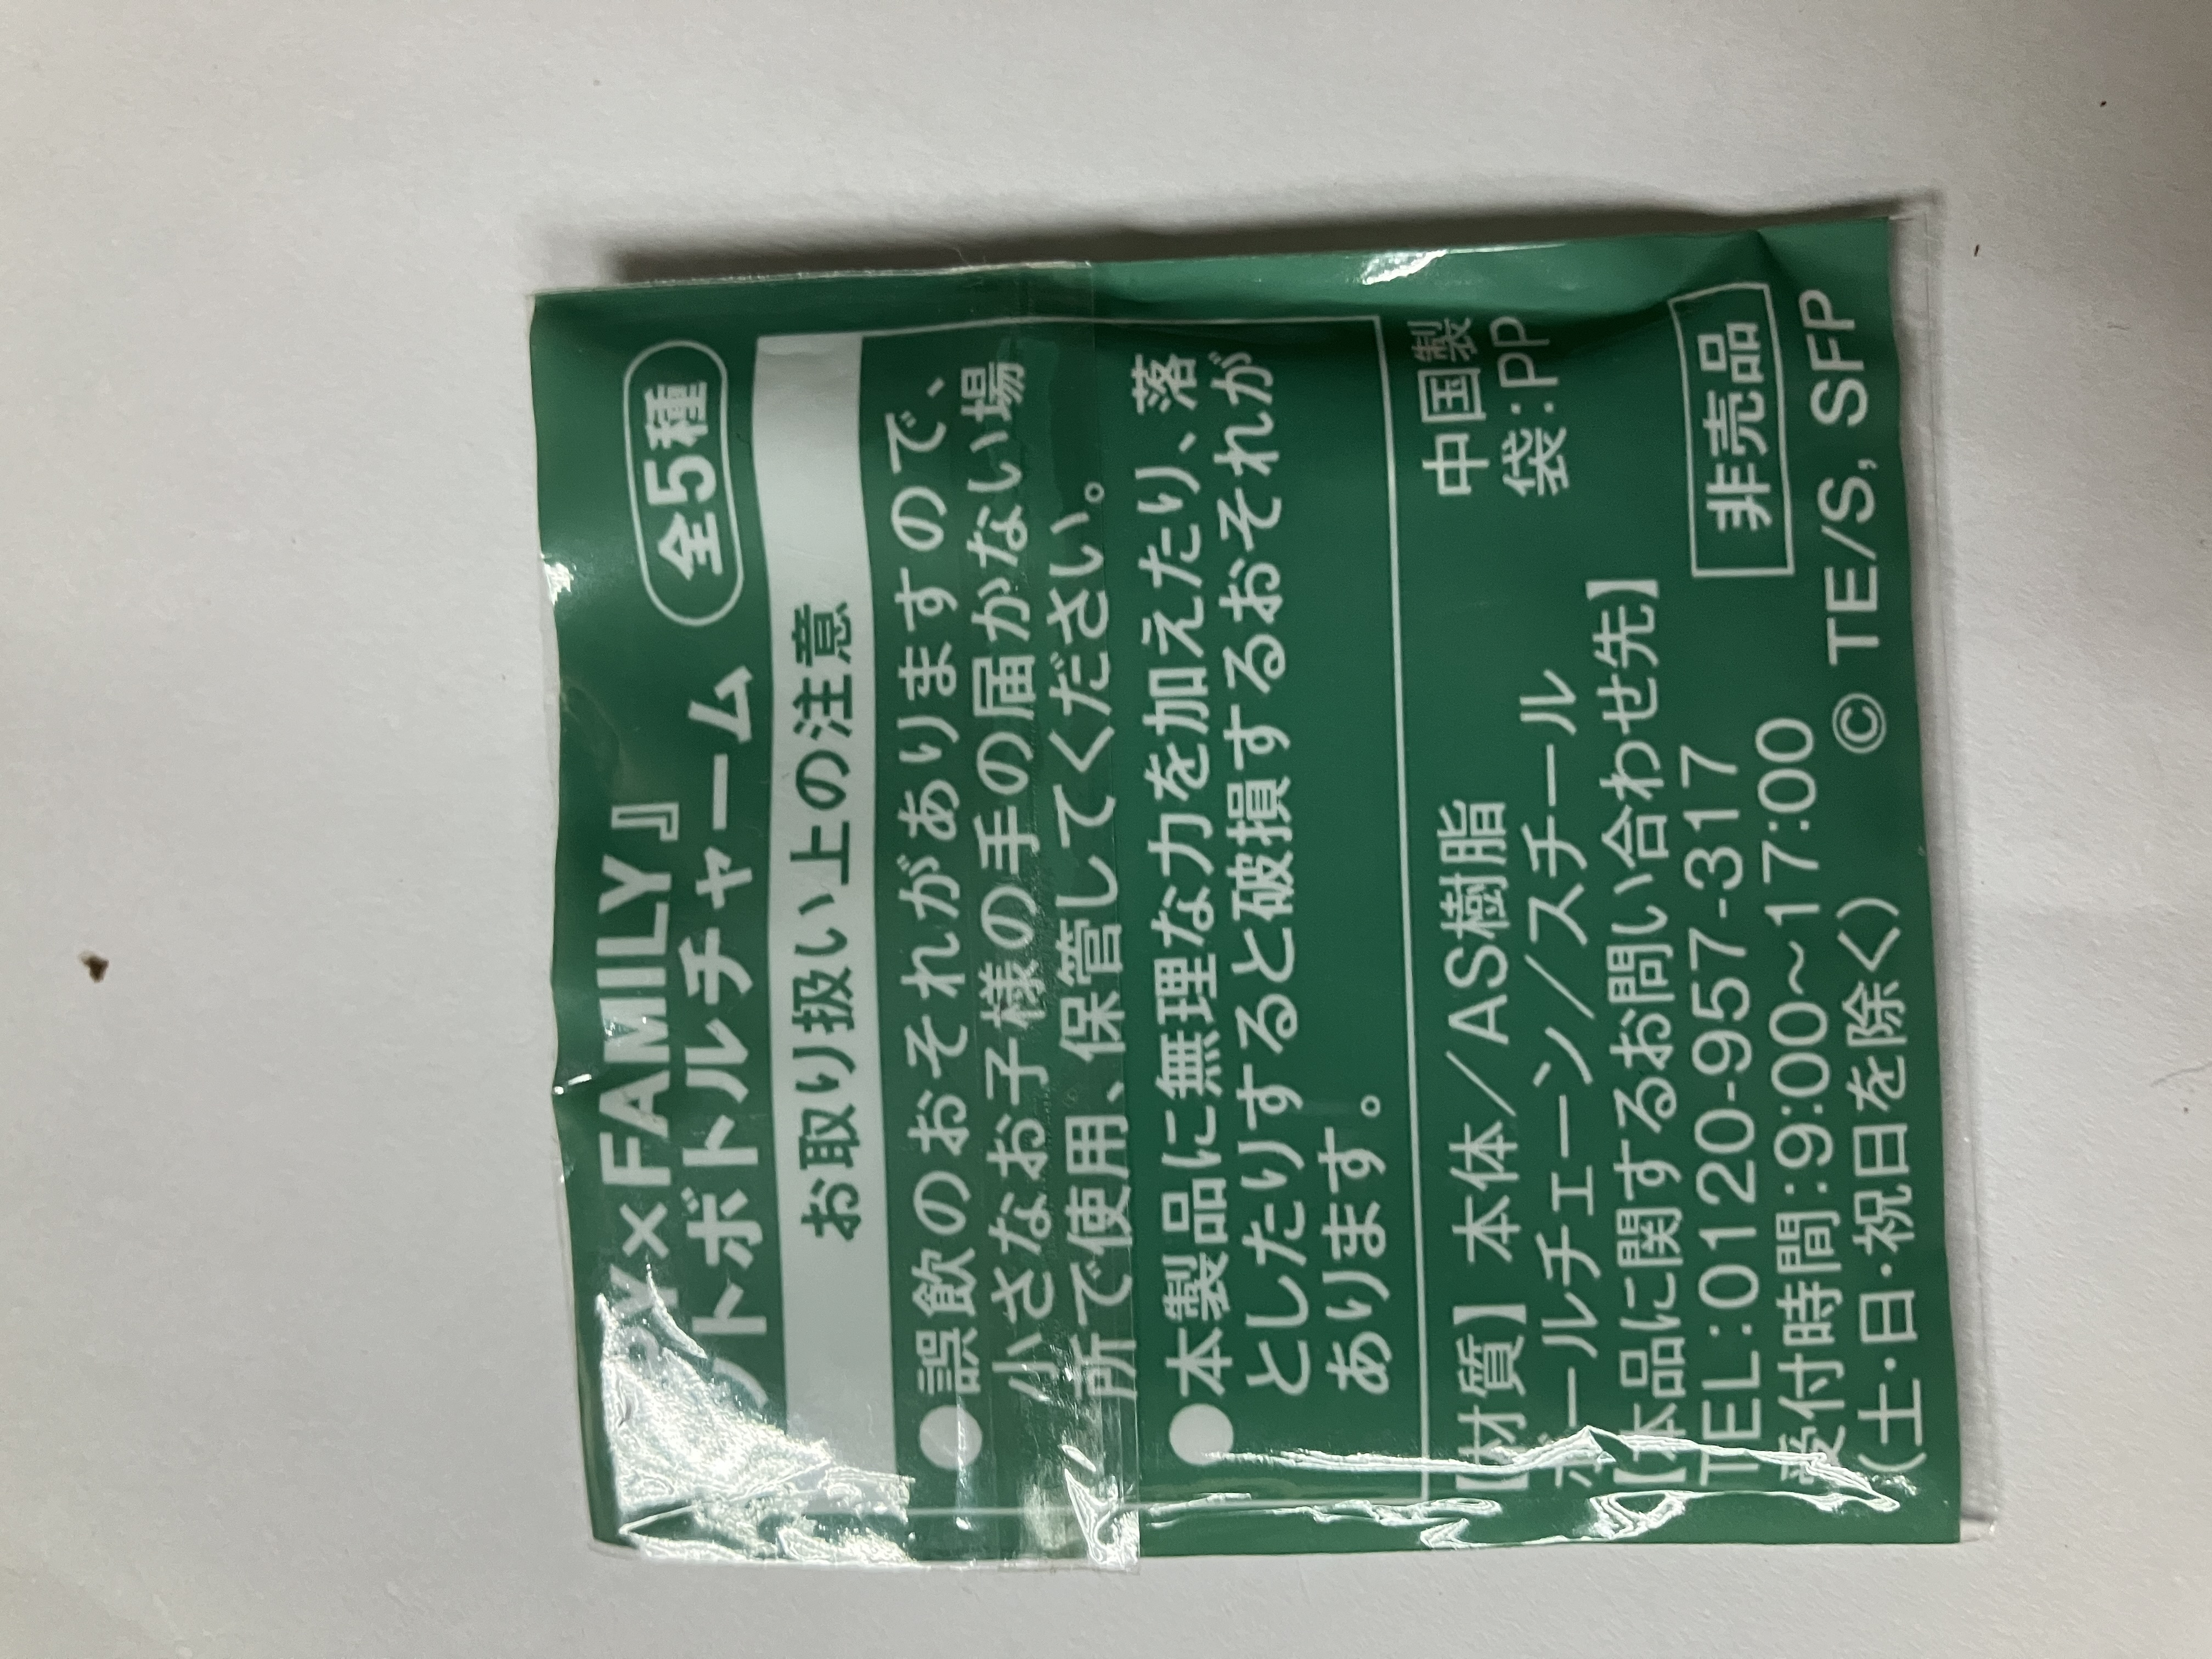 ×FAMILY』
トボトルチャーム 全5種
お取り扱い上の注意
●誤飲のおそれがありますので、
小さなお子様の手の届かない場
所で使用、保管してください。
●本製品に無理な力を加えたり、落
としたりすると破損するおそれが
あります。
【材質】本体／AS樹脂 中国製
ボールチェーン／スチール 袋:PP
【本品に関するお問い合わせ先】
TEL:0120-957-317 非売品
受付時間:9:00~17:00
(土・日・祝日を除く) © TE/S, SFP